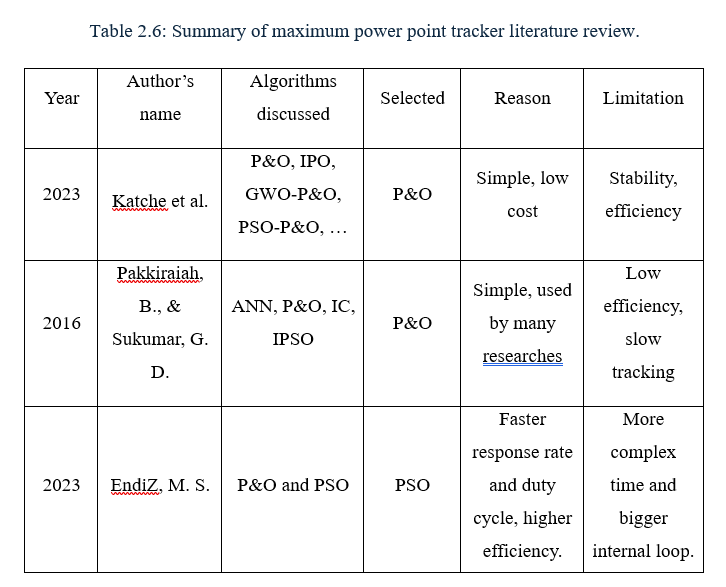 Table 2.6: Summary of maximum power point tracker literature review.
Year
Author’s
name
Algorithms
discussed
Selected
Reason
Limitation
2023
Katche et al.
P&O, IPO,
GWO-P&O,
PSO-P&O, …
P&O
Simple, low
cost
Stability,
efficiency
2016
Pakkiraiah,
B., &
Sukumar, G.
D.
ANN, P&O, IC,
IPSO
P&O
Simple, used
by many
researches
Low
efficiency,
slow
tracking
2023
EndiZ, M. S.
P&O and PSO
PSO
Faster
response rate
and duty
cycle, higher
efficiency.
More
complex
time and
bigger
internal loop.